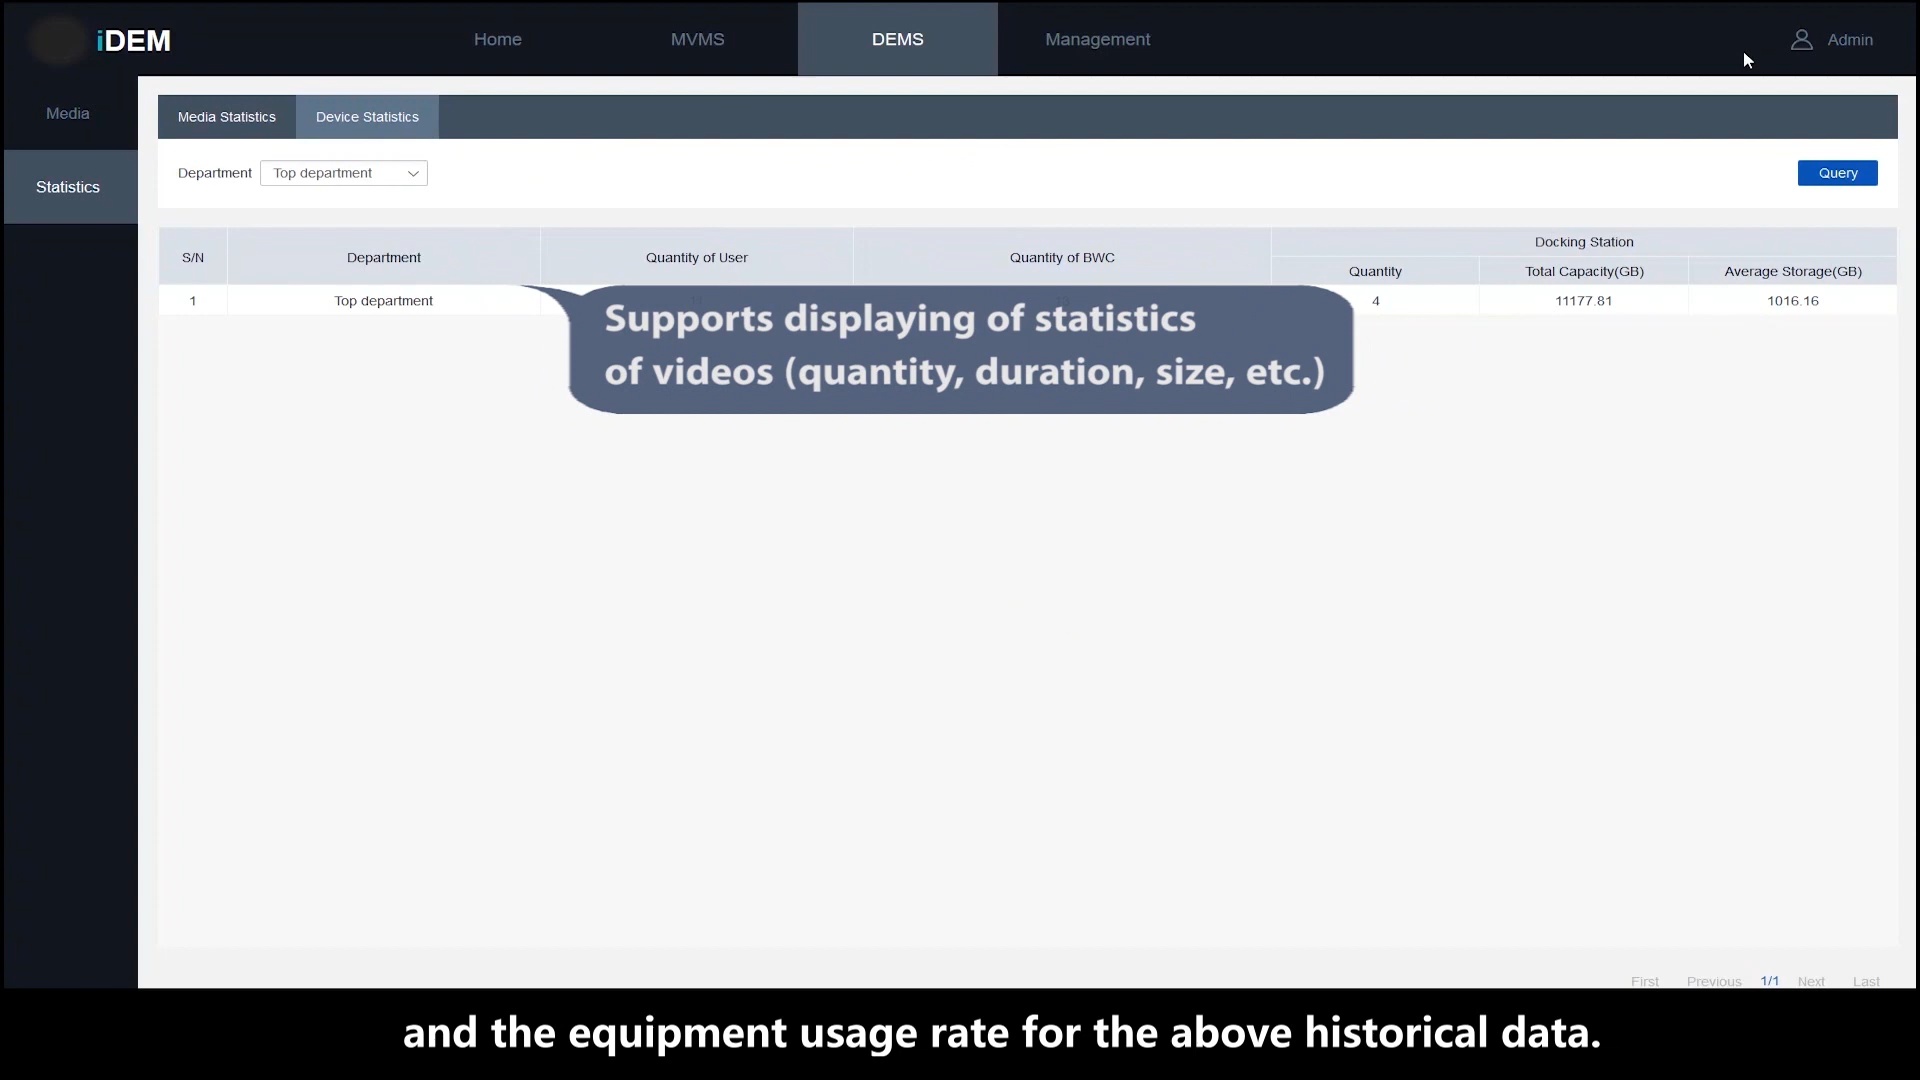 iDEM
Home
MVMS
DEMS
Management
Admin
Media
Statistics
Media Statistics
Device Statistics
Department
Top department
Query
S/N
Department
Quantity of User
Quantity of BWC
Docking Station
Quantity
Total Capacity(GB)
Average Storage(GB)
1
Top department
4
11177.81
1016.16
Supports displaying of statistics
of videos (quantity, duration, size, etc.)
First
Previous
1/1
Next
Last
and the equipment usage rate for the above historical data.